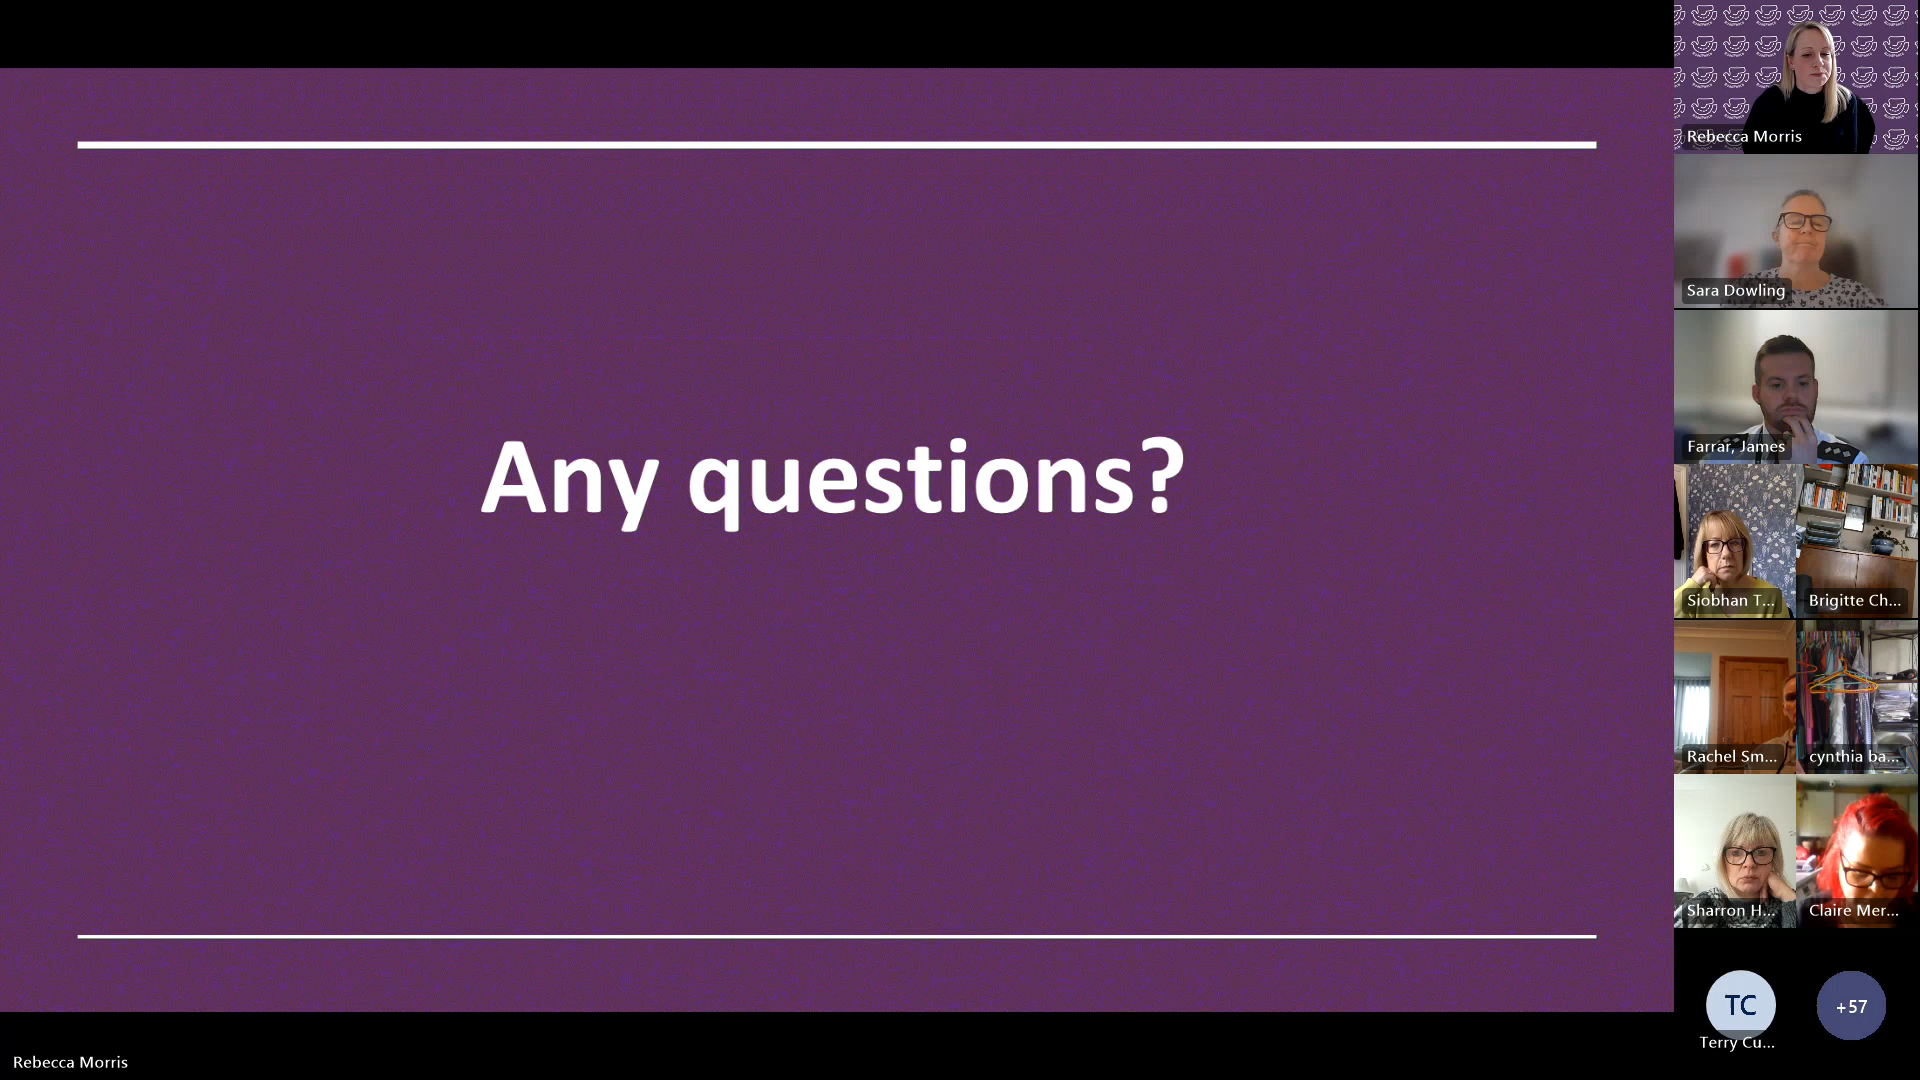 Any questions?
Rebecca Morris
Rebecca Morris
Sara Dowling
Farrar, James
Siobhan T...
Brigitte Ch...
Rachel Sm...
cynthia ba...
Sharron H...
Claire Mer...
TC
+57
Terry Cu...